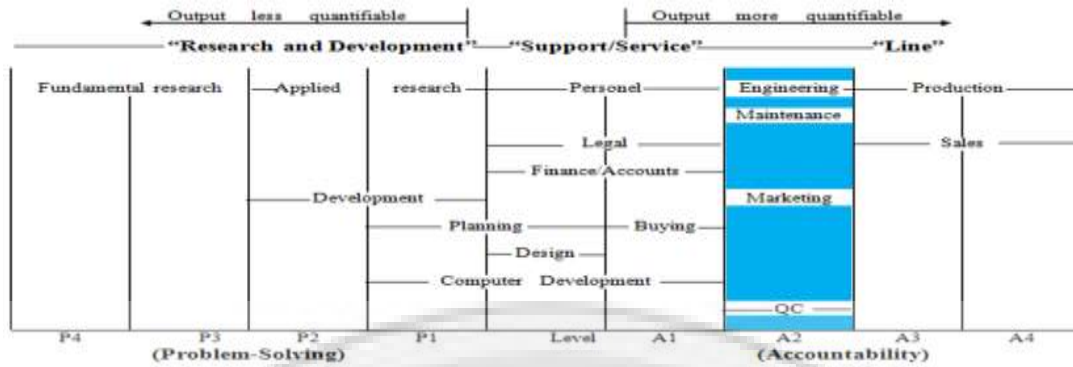 Output less quantifiable Output more quantifiable
“Research and Development” “Support/Service” “Line”
Fundamental research Applied research Personel Engineering Production
Maintenance
Legal Sales
Finance/Accounts
Development Marketing
Planning Buying
Design
Computer Development
QC
P4 P3 P2 P1 Level A1 A2 A3 A4
(Problem-Solving) (Accountability)